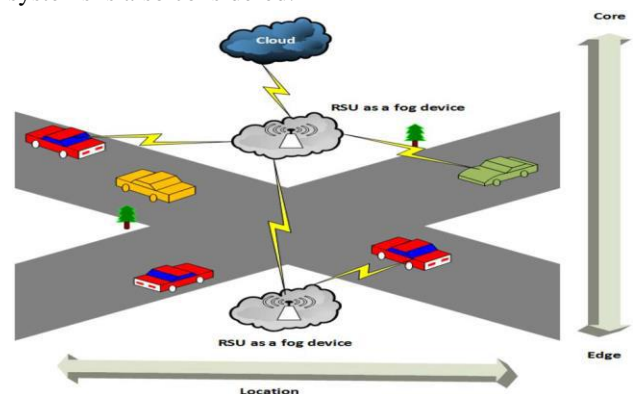 Core
Cloud
RSU as a fog device
RSU as a fog device
Edge
Location